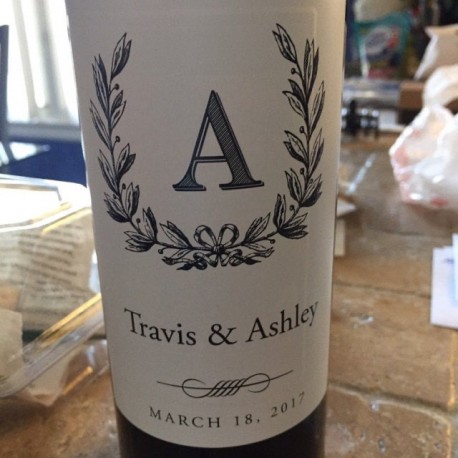 A
Travis & Ashley
MARCH 18, 2017